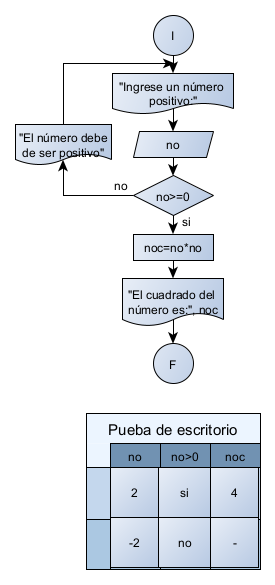 I
"Ingrese un número
positivo:"
"El número debe
de ser positivo"
no
no
no>=0
si
noc=no*no
"El cuadrado del
número es:", noc
F
Pueba de escritorio
no no>0 noc
2 si 4
-2 no -